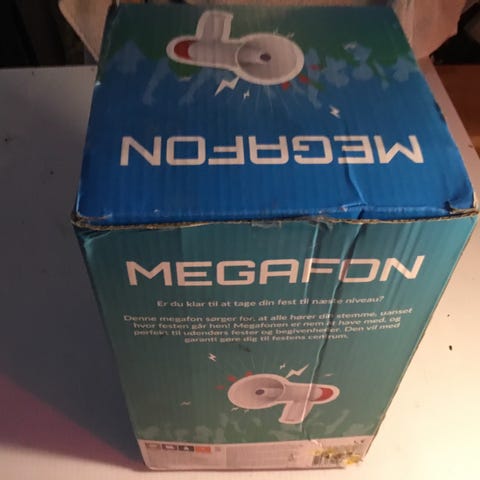 MEGAFON
MEGAFON
Er du klar til at tage din fest til næste niveau?
Denne megafon sørger for, at alle hører din stemme, uanset
hvor festen går hen! Megafonen er nem at have med, og
perfekt til udendørs fester og begivenheder. Den vil med
garanti gøre dig til festens centrum.